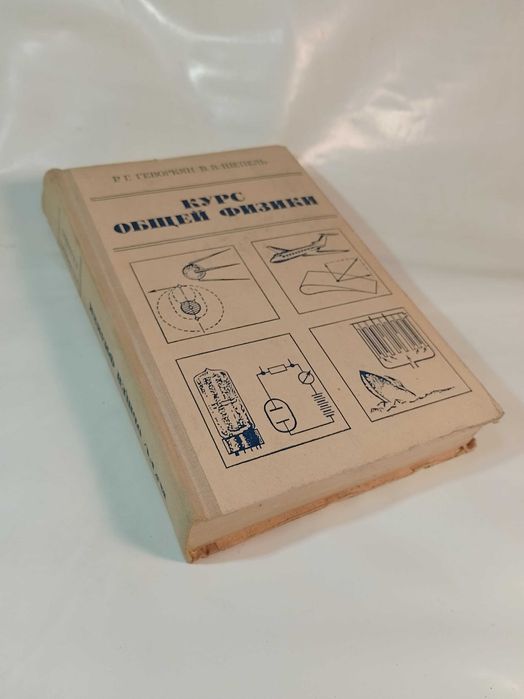 Р. Г. ГЕВОРКЯН, В. В. ШЕПЕЛЬ
КУРС
ОБЩЕЙ ФИЗИКИ